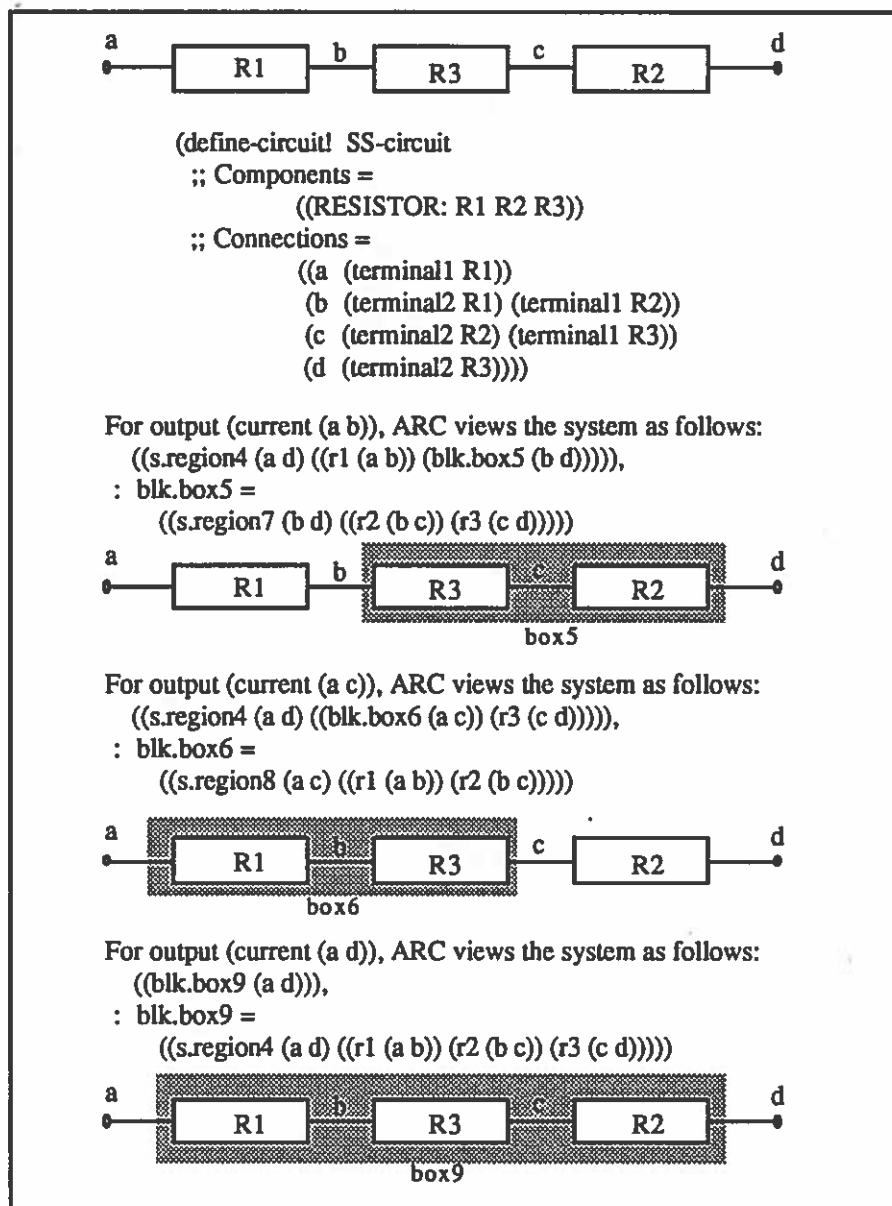 a b c d
R1 R3 R2
(define-circuit! SS-circuit
;; Components =
((RESISTOR: R1 R2 R3))
;; Connections =
((a (terminal1 R1))
(b (terminal2 R1) (terminal1 R2))
(c (terminal2 R2) (terminal1 R3))
(d (terminal2 R3))))
For output (current (a b)), ARC views the system as follows:
((s.region4 (a d) ((r1 (a b)) (blk.box5 (b d))))),
: blk.box5 =
((s.region7 (b d) ((r2 (b c)) (r3 (c d)))))
a b c d
R1 R3 R2
box5
For output (current (a c)), ARC views the system as follows:
((s.region4 (a d) ((blk.box6 (a c)) (r3 (c d))))),
: blk.box6 =
((s.region8 (a c) ((r1 (a b)) (r2 (b c)))))
a b c d
R1 R3 R2
box6
For output (current (a d)), ARC views the system as follows:
((blk.box9 (a d))),
: blk.box9 =
((s.region4 (a d) ((r1 (a b)) (r2 (b c)) (r3 (c d)))))
a b c d
R1 R3 R2
box9